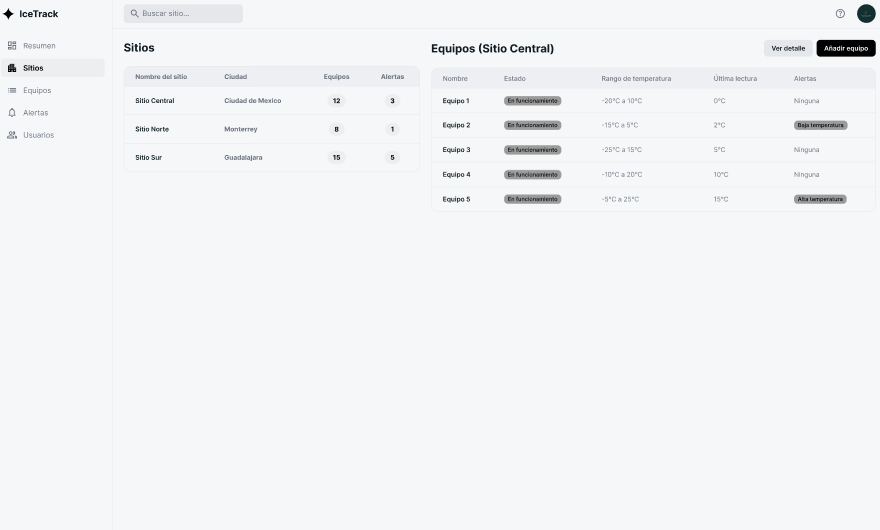 IceTrack
Buscar sitio...
Resumen
Sitios
Equipos
Alertas
Usuarios
Sitios
Nombre del sitio Ciudad Equipos Alertas
Sitio Central Ciudad de Mexico 12 3
Sitio Norte Monterrey 8 1
Sitio Sur Guadalajara 15 5
Equipos (Sitio Central) Ver detalle Añadir equipo
Nombre Estado Rango de temperatura Última lectura Alertas
Equipo 1 En funcionamiento -20°C a 10°C 0°C Ninguna
Equipo 2 En funcionamiento -15°C a 5°C 2°C Baja temperatura
Equipo 3 En funcionamiento -25°C a 15°C 5°C Ninguna
Equipo 4 En funcionamiento -10°C a 20°C 10°C Ninguna
Equipo 5 En funcionamiento -5°C a 25°C 15°C Alta temperatura